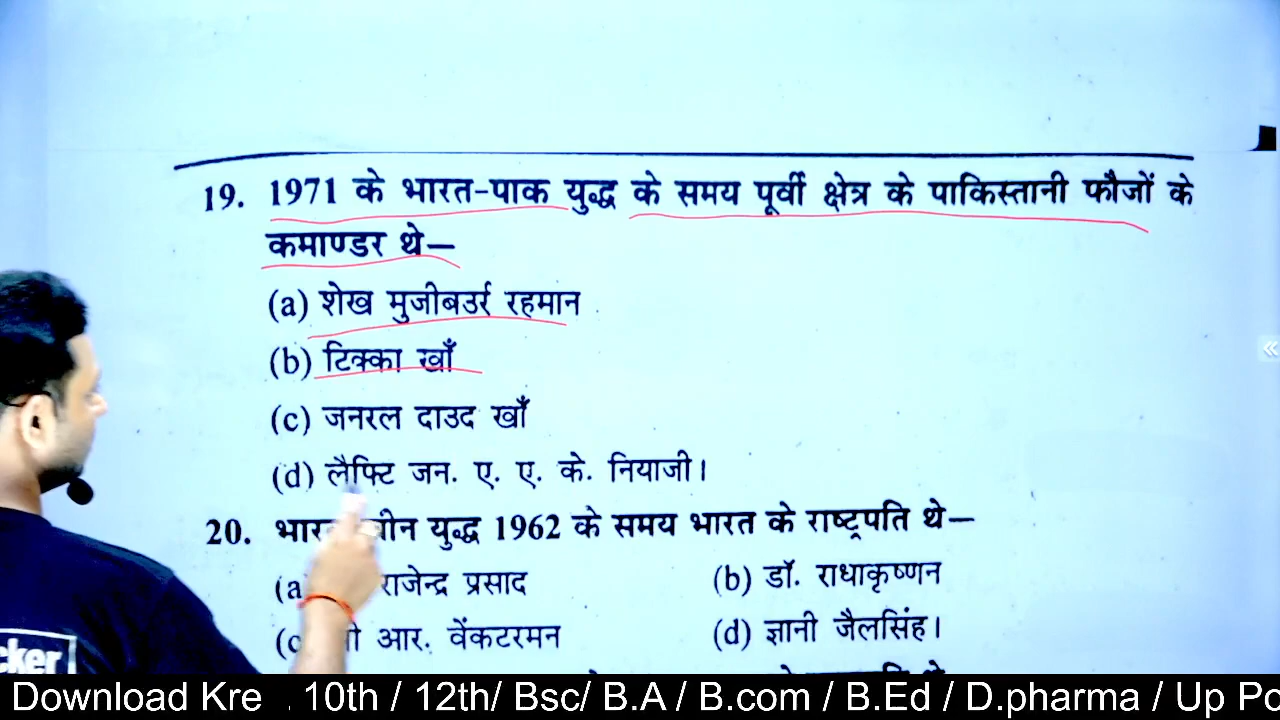 19. 1971 के भारत-पाक युद्ध के समय पूर्वी क्षेत्र के पाकिस्तानी फौजों के
कमाण्डर थे—
(a) शेख मुजीबउर्र रहमान
(b) टिक्का खाँ
(c) जनरल दाउद खाँ
(d) लैफ्टि जन. ए. ए. के. नियाजी।
20. चीन युद्ध 1962 के समय भारत के राष्ट्रपति थे—
(a राजेन्द्र प्रसाद (b) डॉ. राधाकृष्णन
(c आर. वेंकटरमन (d) ज्ञानी जैलसिंह।
cker
Download Kre . 10th / 12th/ Bsc/ B.A / B.com / B.Ed / D.pharma / Up Po